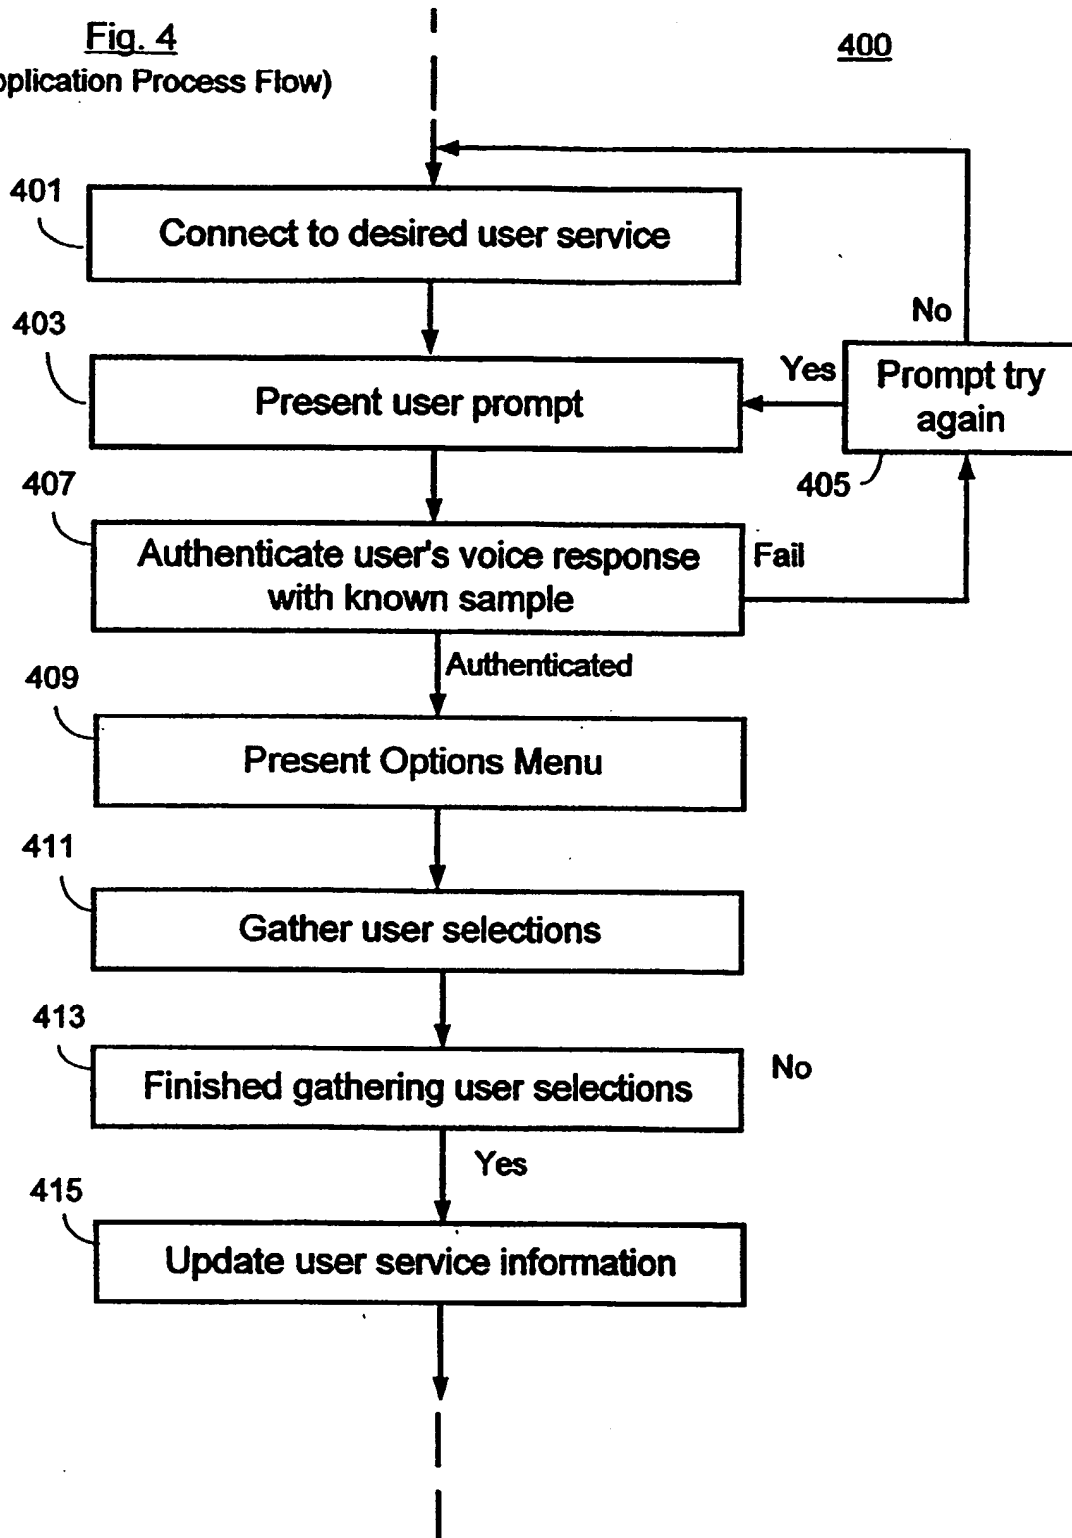 Fig. 4
400
pplication Process Flow)
401
Connect to desired user service
No
403
Present user prompt
Yes
Prompt try
again
405
407
Authenticate user's voice response
with known sample
Fail
Authenticated
409
Present Options Menu
411
Gather user selections
413
Finished gathering user selections
No
Yes
415
Update user service information